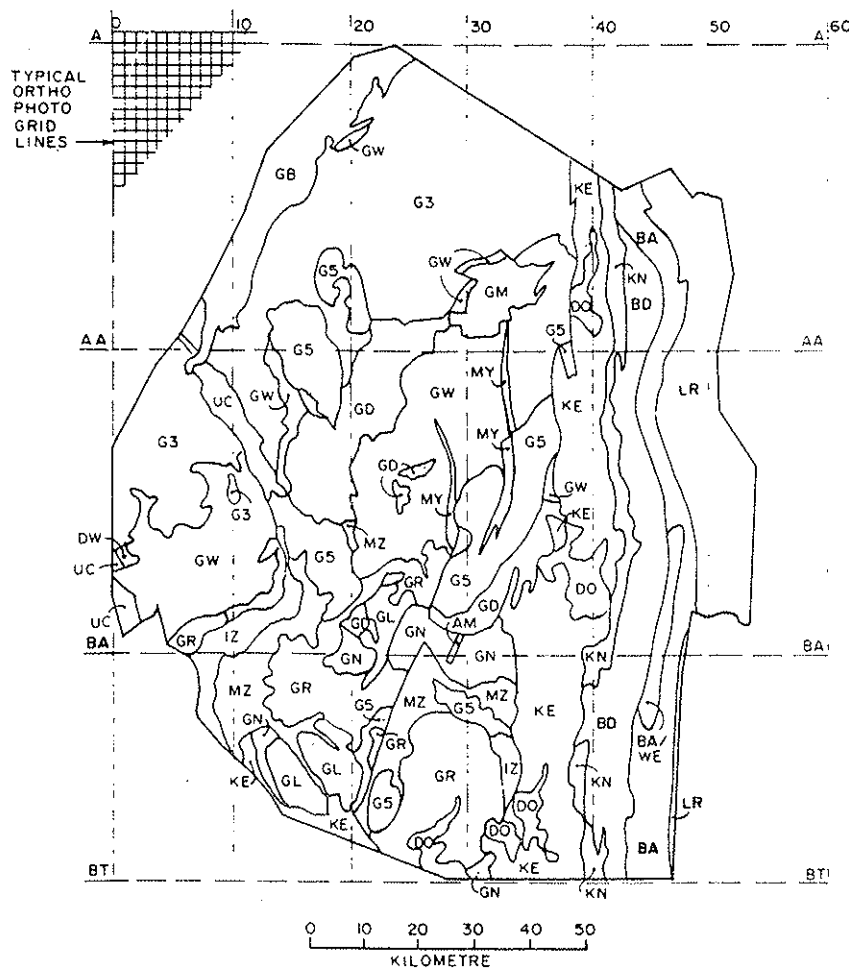 0 10 20 30 40 50 60
A A
TYPICAL
ORTHO
PHOTO
GRID
LINES
GW
GB
KE
G3
BA
GW
G5
KN
GM
DO
BD
G5
AA AA
G5
MY
UC
GW
GD
GW
KE
LR
MY
G3
G5
GD
GW
G3
MY
KE
DW
MZ
GW
G5
UC
GR
G5
DO
UC
GD
GL
GD
AM
GR
IZ
GN
BA BA
GN
GN
KN
MZ
GR
MZ
MZ
G5
G5
KE
BD
GN
GR
BA/
WE
GL
GL
GR
IZ
KN
KE
G5
DO
LR
KE
DO
DO
BA
BT BT
KE
GN
KN
0 10 20 30 40 50
KILOMETRE